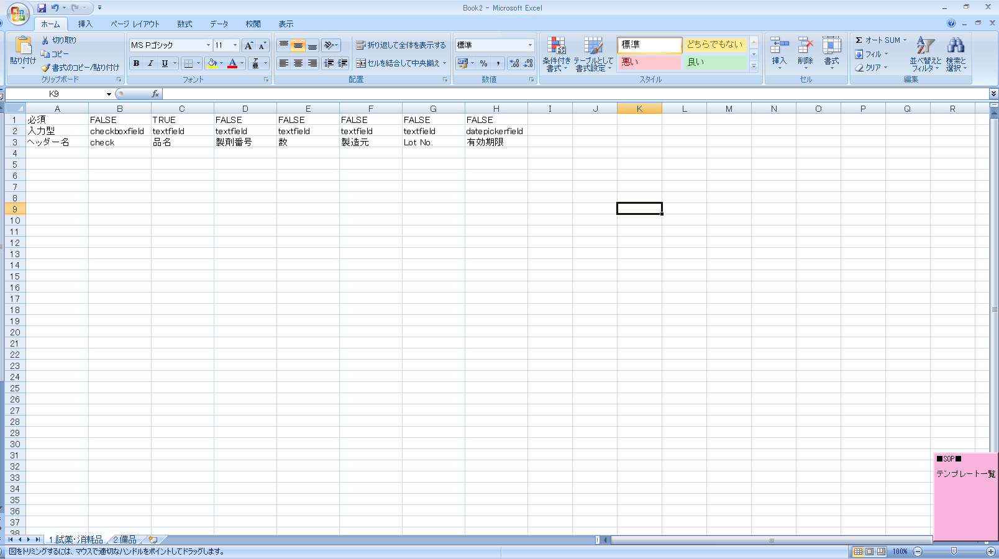 Book2 - Microsoft Excel
ホーム 挿入 ページ レイアウト 数式 データ 校閲 表示
貼り付け
切り取り
コピー
書式のコピー/貼り付け
クリップボード
MS Pゴシック 11
B I U
フォント
折り返して全体を表示する
セルを結合して中央揃え
配置
標準
% ,
数値
条件付き書式
テーブルとして書式設定
標準 どちらでもない
悪い 良い
スタイル
挿入 削除 書式
セル
Σ オート SUM
フィル
クリア
並べ替えとフィルタ
検索と選択
編集
K9 fx
A B C D E F G H I J K L M N O P Q R
1 必須 FALSE TRUE FALSE FALSE FALSE FALSE FALSE
2 入力型 checkboxfield textfield textfield textfield textfield textfield datepickerfield
3 ヘッダー名 check 品名 製剤番号 数 製造元 Lot No. 有効期限
4
5
6
7
8
9
10
11
12
13
14
15
16
17
18
19
20
21
22
23
24
25
26
27
28
29
30
31
32
33
34
35
36
37
38
■SOP■
テンプレート一覧
1.試薬・消耗品 2.備品
図をトリミングするには、マウスで適切なハンドルをポイントしてドラッグします。
100%